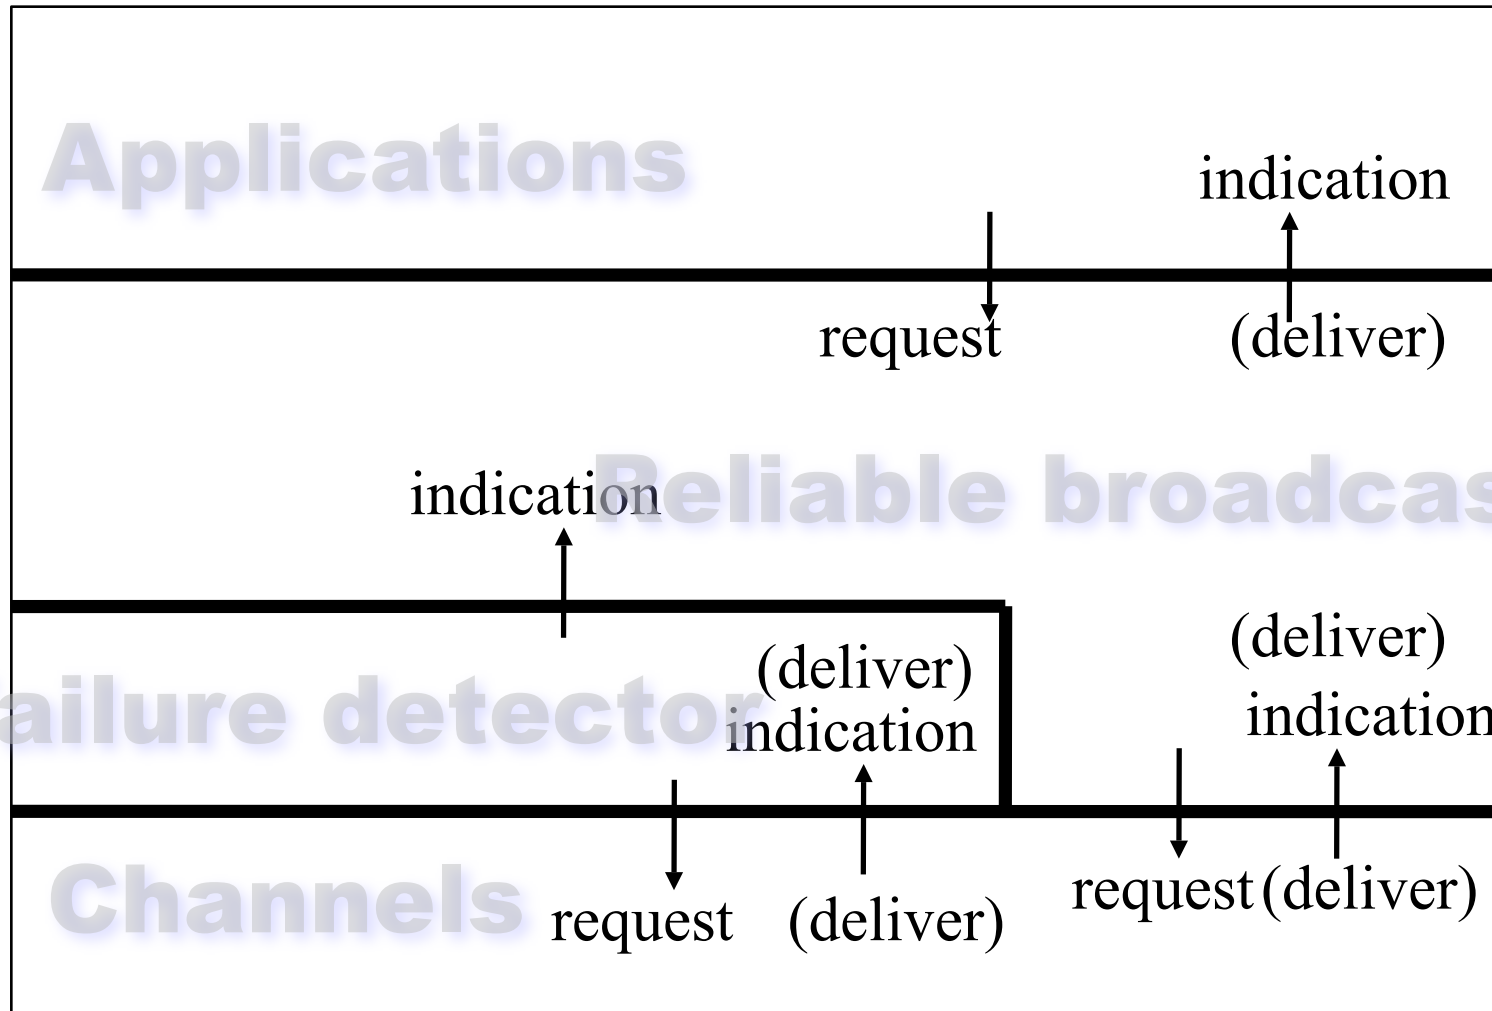 Applications
indication
request (deliver)
indication
Reliable broadcas
(deliver)
(deliver)
ailure detector
indication
indication
Channels
request (deliver)
request (deliver)